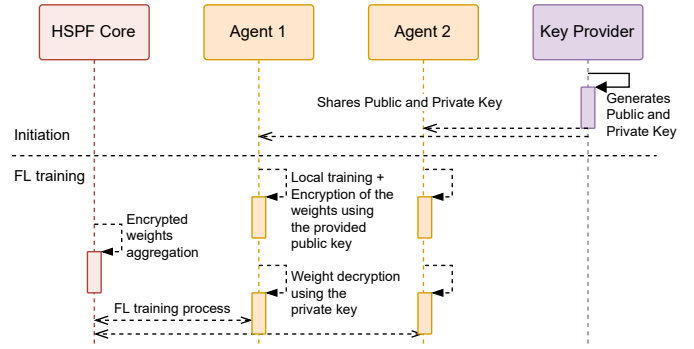 HSPF Core
Agent 1
Agent 2
Key Provider
Shares Public and Private Key
Generates
Public and
Private Key
Initiation
FL training
Local training +
Encryption of the
weights using
the provided
public key
Encrypted
weights
aggregation
Weight decryption
using the
private key
FL training process